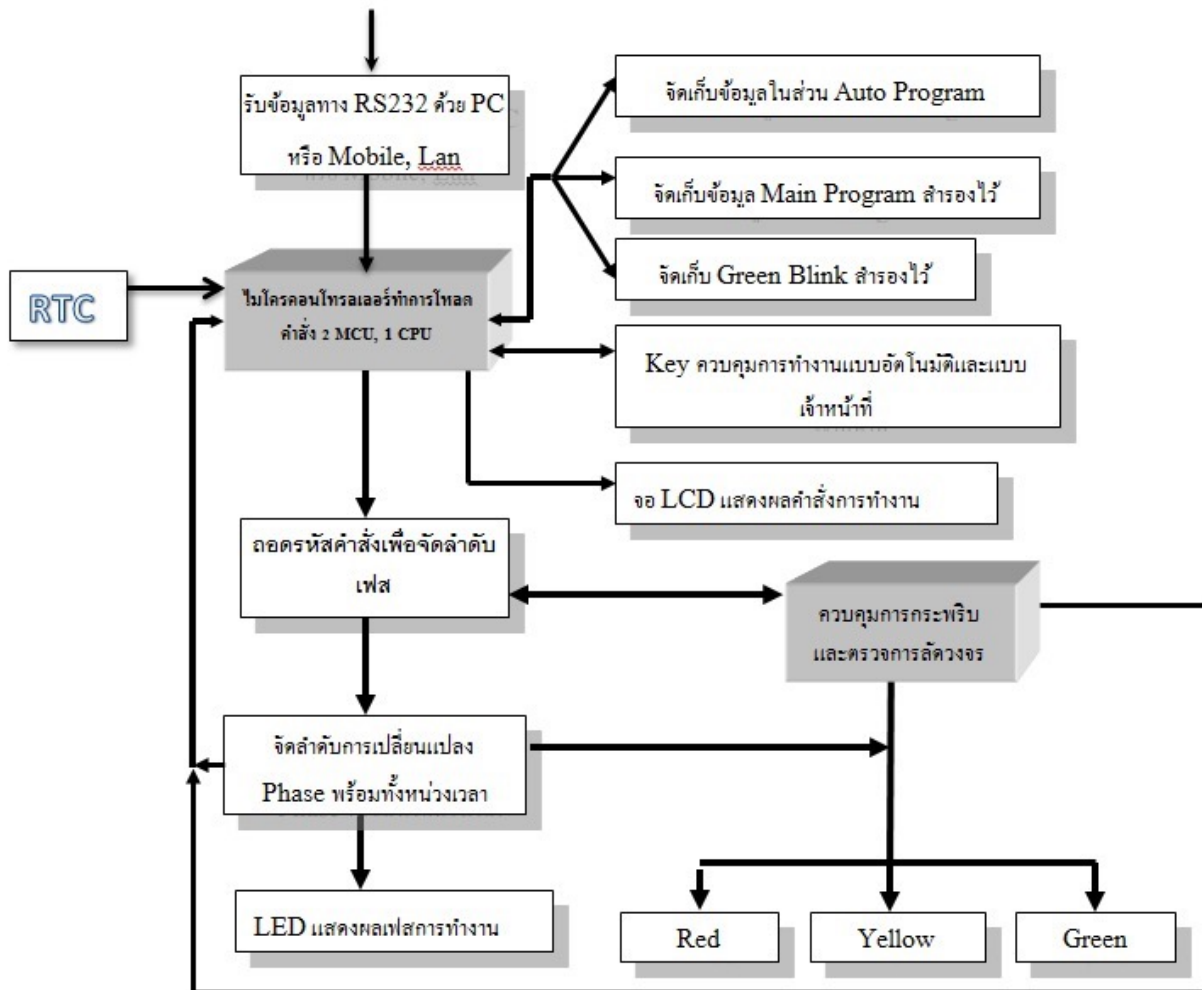 รับข้อมูลทาง RS232 ด้วย PC
หรือ Mobile, Lan
จัดเก็บข้อมูลในส่วน Auto Program
จัดเก็บข้อมูล Main Program สำรองไว้
จัดเก็บ Green Blink สำรองไว้
RTC
ไมโครคอนโทรลเลอร์ทำการโหลด
คำสั่ง 2 MCU, 1 CPU
Key ควบคุมการทำงานแบบอัตโนมัติและแบบ
เจ้าหน้าที่
จอ LCD แสดงผลคำสั่งการทำงาน
ถอดรหัสคำสั่งเพื่อจัดลำดับ
เฟส
ควบคุมการกระพริบ
และตรวจการลัดวงจร
จัดลำดับการเปลี่ยนแปลง
Phase พร้อมทั้งหน่วงเวลา
LED แสดงผลเฟสการทำงาน
Red
Yellow
Green